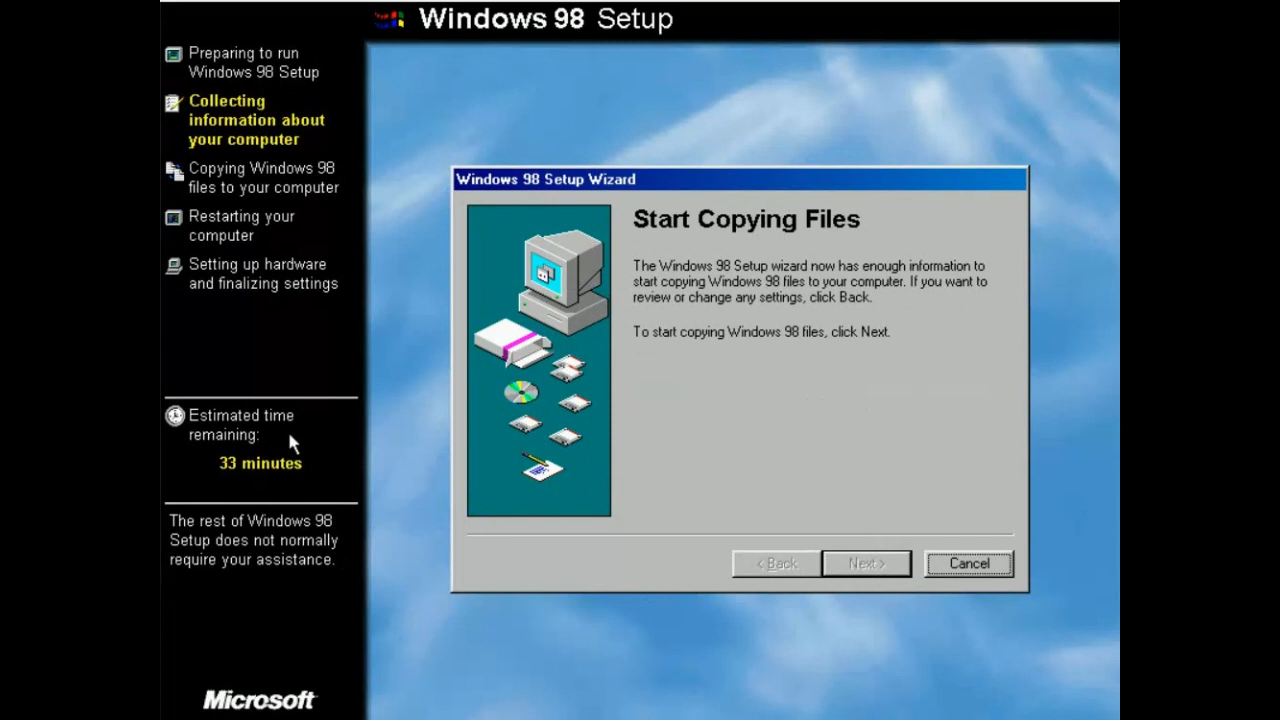 Windows 98 Setup
Preparing to run
Windows 98 Setup
Collecting
information about
your computer
Copying Windows 98
files to your computer
Restarting your
computer
Setting up hardware
and finalizing settings
Estimated time
remaining:
33 minutes
The rest of Windows 98
Setup does not normally
require your assistance.
Microsoft
Windows 98 Setup Wizard
Start Copying Files
The Windows 98 Setup wizard now has enough information to
start copying Windows 98 files to your computer. If you want to
review or change any settings, click Back.
To start copying Windows 98 files, click Next.
< Back
Next >
Cancel